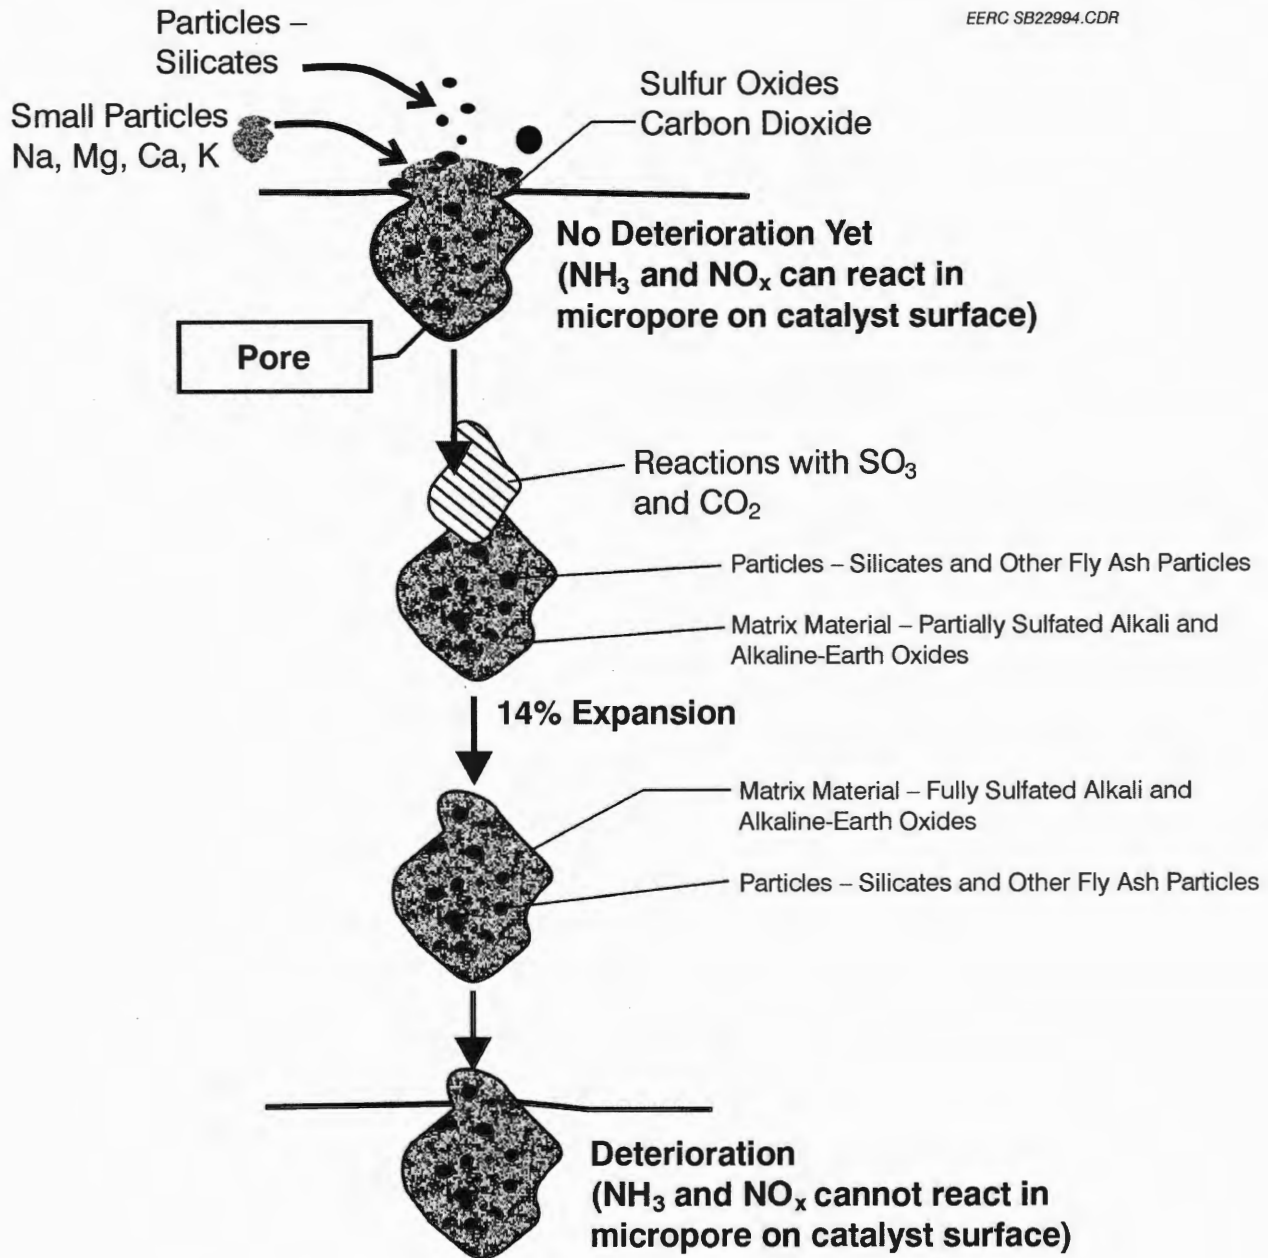 EERC SB22994.CDR
Particles –
Silicates
Small Particles
Na, Mg, Ca, K
Sulfur Oxides
Carbon Dioxide
No Deterioration Yet
(NH₃ and NOₓ can react in
micropore on catalyst surface)
Pore
Reactions with SO₃
and CO₂
Particles – Silicates and Other Fly Ash Particles
Matrix Material – Partially Sulfated Alkali and
Alkaline-Earth Oxides
14% Expansion
Matrix Material – Fully Sulfated Alkali and
Alkaline-Earth Oxides
Particles – Silicates and Other Fly Ash Particles
Deterioration
(NH₃ and NOₓ cannot react in
micropore on catalyst surface)